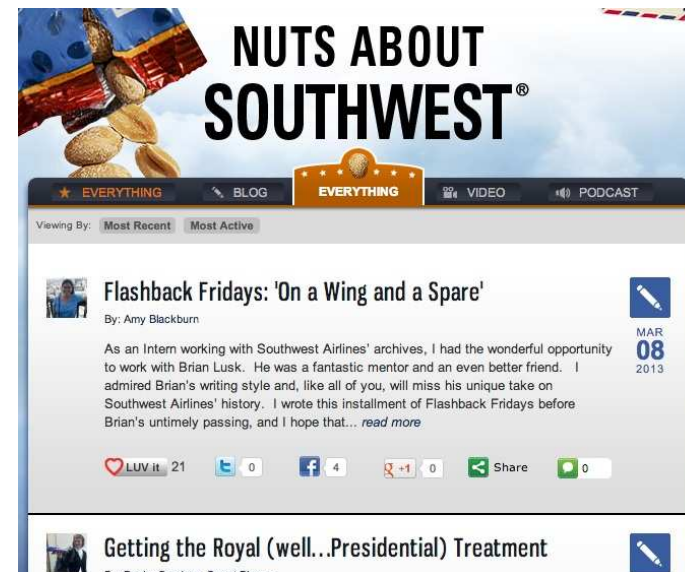 NUTS ABOUT
SOUTHWEST®
EVERYTHING BLOG EVERYTHING VIDEO PODCAST
Viewing By: Most Recent Most Active
Flashback Fridays: 'On a Wing and a Spare'
By: Amy Blackburn
MAR
08
2013
As an Intern working with Southwest Airlines' archives, I had the wonderful opportunity
to work with Brian Lusk. He was a fantastic mentor and an even better friend. I
admired Brian's writing style and, like all of you, will miss his unique take on
Southwest Airlines' history. I wrote this installment of Flashback Fridays before
Brian's untimely passing, and I hope that... read more
LUV it 21 0 4 +1 0 Share 0
Getting the Royal (well...Presidential) Treatment